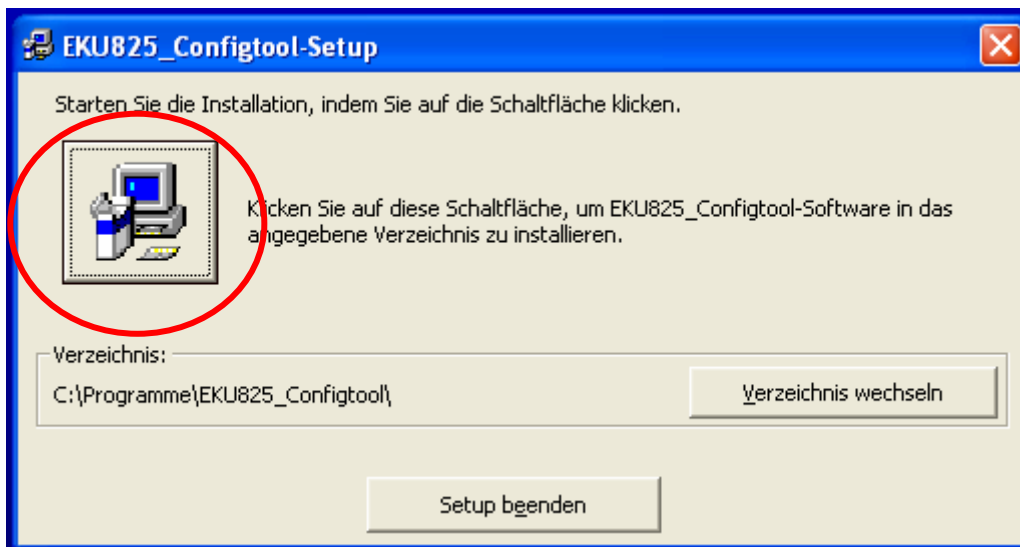 EKU825_Configtool-Setup
Starten Sie die Installation, indem Sie auf die Schaltfläche klicken.
Klicken Sie auf diese Schaltfläche, um EKU825_Configtool-Software in das
angegebene Verzeichnis zu installieren.
Verzeichnis:
C:\Programme\EKU825_Configtool\
Verzeichnis wechseln
Setup beenden